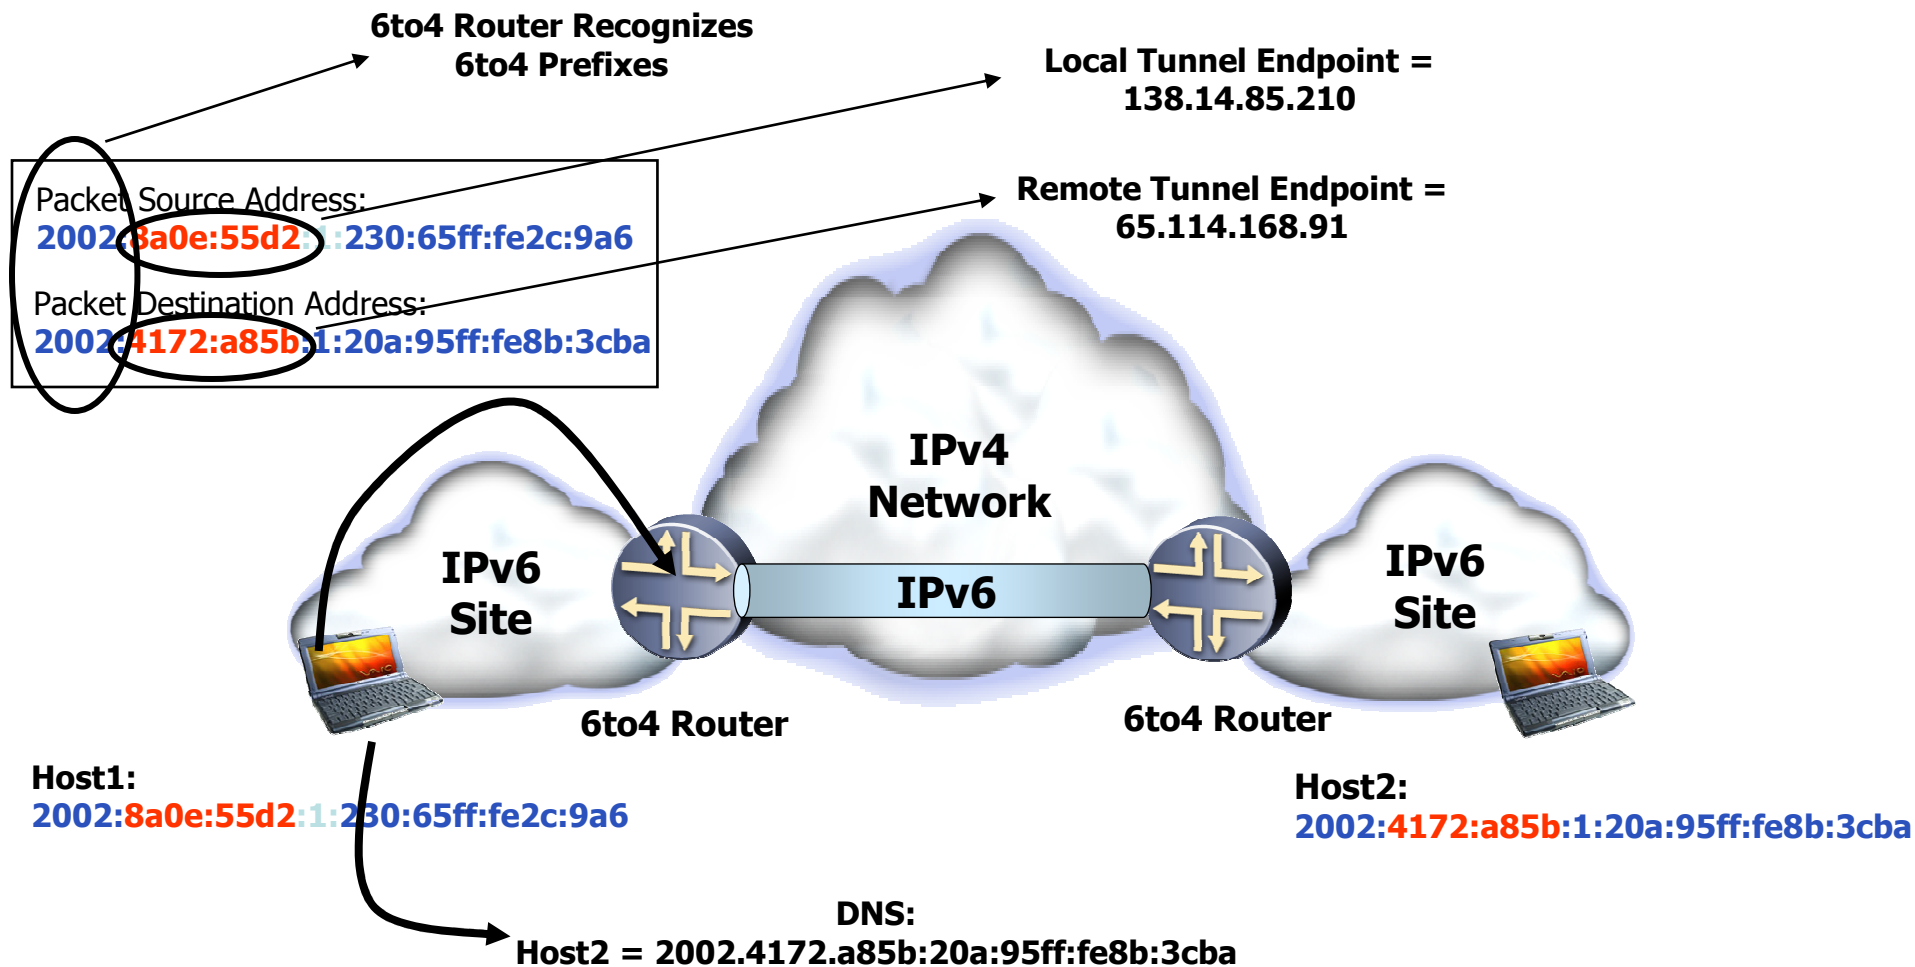 6to4 Router Recognizes
6to4 Prefixes
Local Tunnel Endpoint =
138.14.85.210
Packet Source Address:
2002:8a0e:55d2:1:230:65ff:fe2c:9a6
Remote Tunnel Endpoint =
65.114.168.91
Packet Destination Address:
2002:4172:a85b:1:20a:95ff:fe8b:3cba
IPv4
Network
IPv6
Site
IPv6
IPv6
Site
6to4 Router
6to4 Router
Host1:
2002:8a0e:55d2:1:230:65ff:fe2c:9a6
Host2:
2002:4172:a85b:1:20a:95ff:fe8b:3cba
DNS:
Host2 = 2002.4172.a85b:20a:95ff:fe8b:3cba